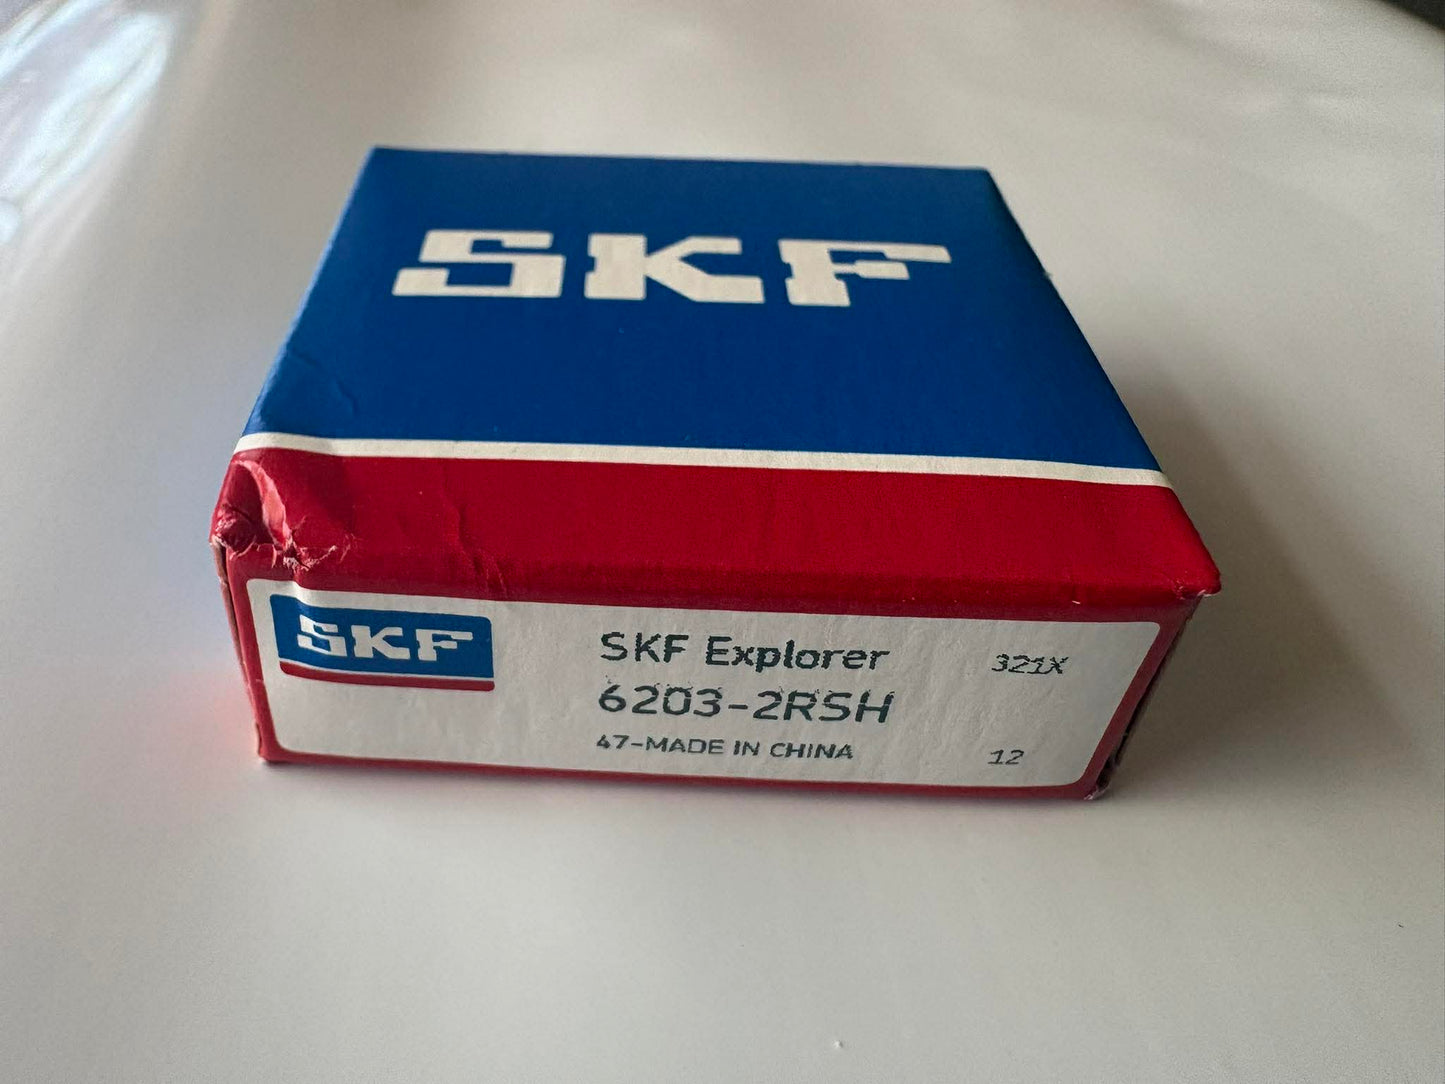 SKF
SKF
SKF Explorer
321X
6203-2RSH
47-MADE IN CHINA
12